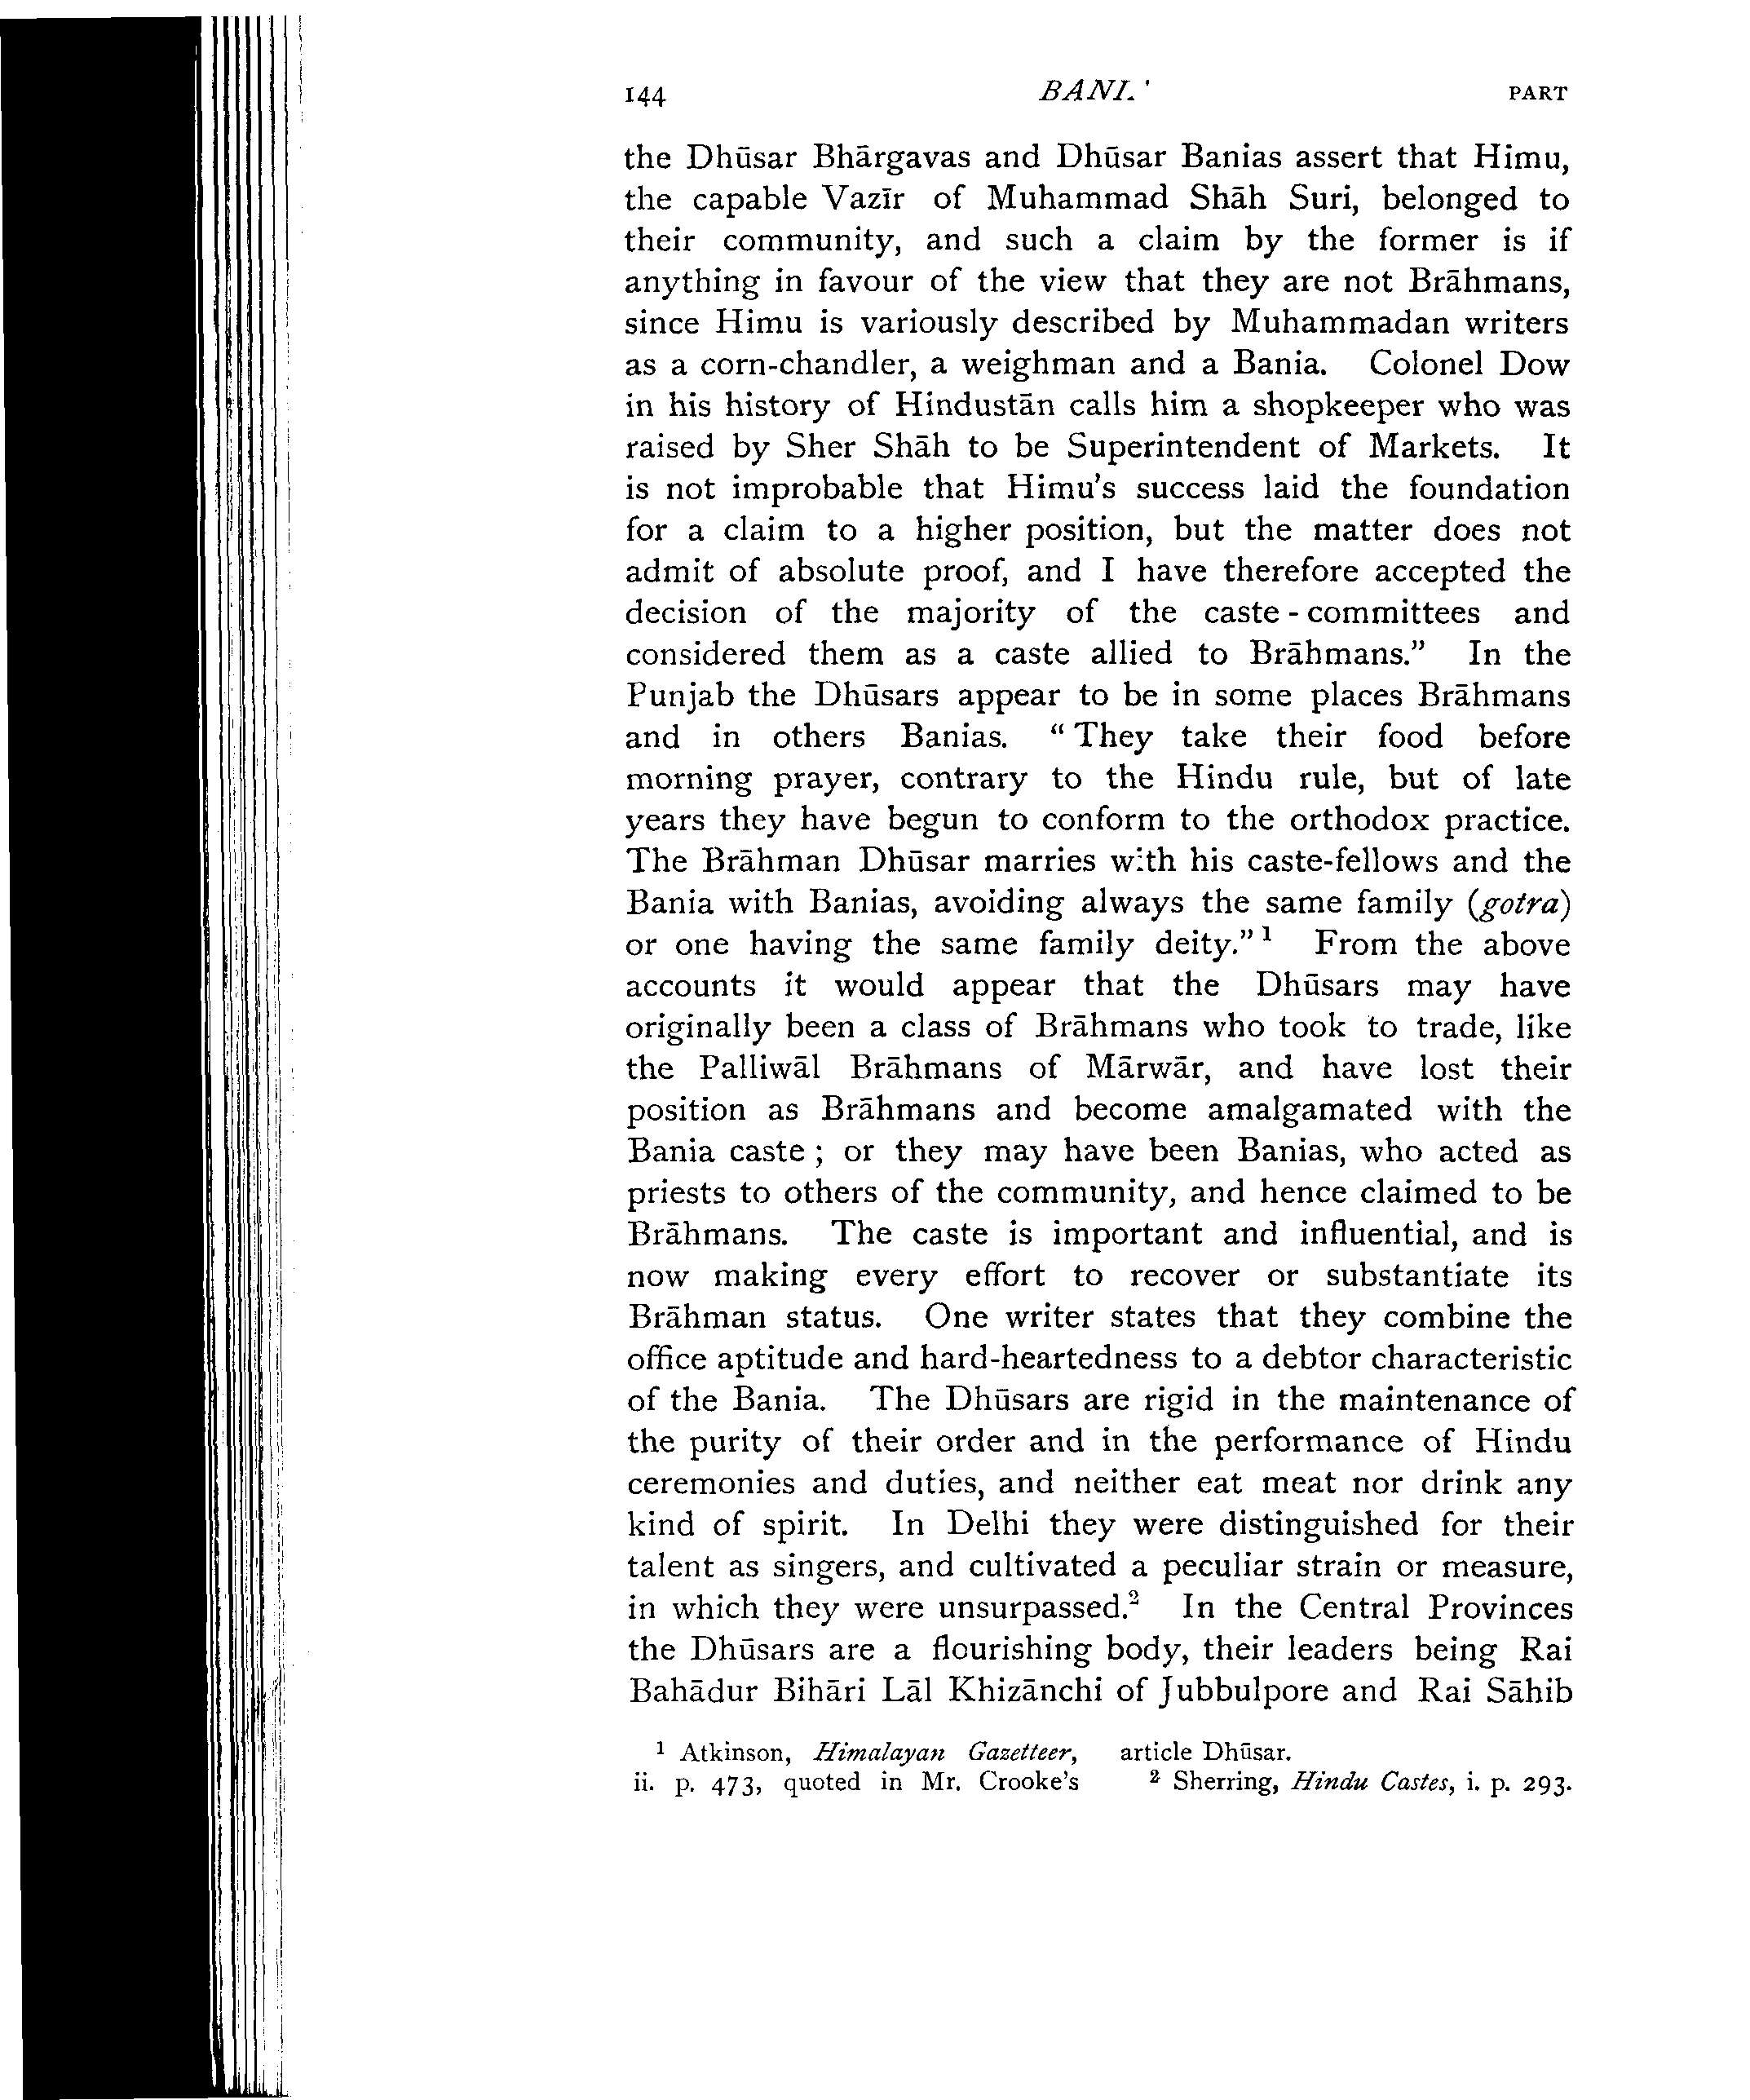 144 BANI. PART
the Dhūsar Bhārgavas and Dhūsar Banias assert that Himu,
the capable Vazīr of Muhammad Shāh Suri, belonged to
their community, and such a claim by the former is if
anything in favour of the view that they are not Brāhmans,
since Himu is variously described by Muhammadan writers
as a corn-chandler, a weighman and a Bania. Colonel Dow
in his history of Hindustān calls him a shopkeeper who was
raised by Sher Shāh to be Superintendent of Markets. It
is not improbable that Himu's success laid the foundation
for a claim to a higher position, but the matter does not
admit of absolute proof, and I have therefore accepted the
decision of the majority of the caste-committees and
considered them as a caste allied to Brāhmans.” In the
Punjab the Dhūsars appear to be in some places Brāhmans
and in others Banias. “They take their food before
morning prayer, contrary to the Hindu rule, but of late
years they have begun to conform to the orthodox practice.
The Brāhman Dhūsar marries with his caste-fellows and the
Bania with Banias, avoiding always the same family (gotra)
or one having the same family deity.”¹ From the above
accounts it would appear that the Dhūsars may have
originally been a class of Brāhmans who took to trade, like
the Palliwāl Brāhmans of Mārwār, and have lost their
position as Brāhmans and become amalgamated with the
Bania caste; or they may have been Banias, who acted as
priests to others of the community, and hence claimed to be
Brāhmans. The caste is important and influential, and is
now making every effort to recover or substantiate its
Brāhman status. One writer states that they combine the
office aptitude and hard-heartedness to a debtor characteristic
of the Bania. The Dhūsars are rigid in the maintenance of
the purity of their order and in the performance of Hindu
ceremonies and duties, and neither eat meat nor drink any
kind of spirit. In Delhi they were distinguished for their
talent as singers, and cultivated a peculiar strain or measure,
in which they were unsurpassed.² In the Central Provinces
the Dhūsars are a flourishing body, their leaders being Rai
Bahādur Bihāri Lāl Khizānchi of Jubbulpore and Rai Sāhib
¹ Atkinson, Himalayan Gazetteer,
ii. p. 473, quoted in Mr. Crooke's
article Dhūsar.
² Sherring, Hindu Castes, i. p. 293.